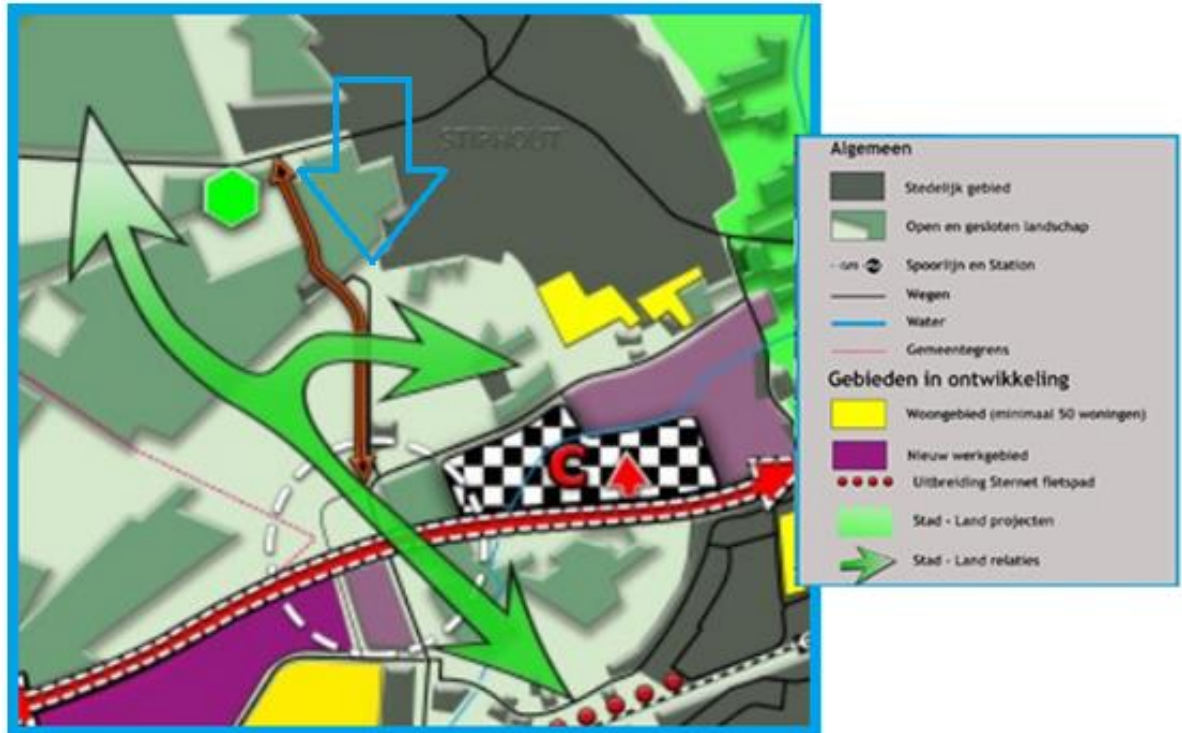 STIPHOUT
C
Algemeen
Stedelijk gebied
Open en gesloten landschap
Spoorlijn en Station
Wegen
Water
Gemeentegrens
Gebieden in ontwikkeling
Woongebied (minimaal 50 woningen)
Nieuw werkgebied
Uitbreiding Sternet fietspad
Stad - Land projecten
Stad - Land relaties